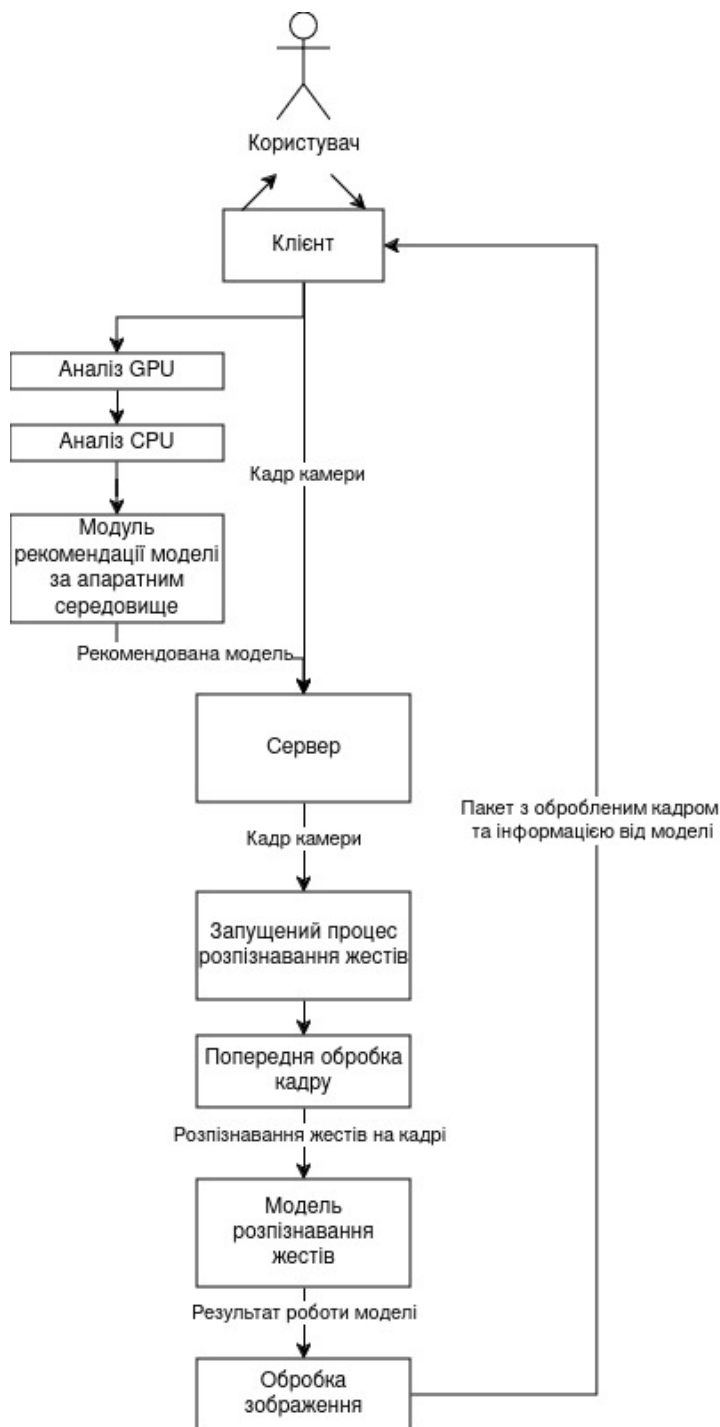 Користувач
Клієнт
Аналіз GPU
Аналіз CPU
Кадр камери
Модуль
рекомендації моделі
за апаратним
середовище
Рекомендована модель
Сервер
Пакет з обробленим кадром
та інформацією від моделі
Кадр камери
Запущений процес
розпізнавання жестів
Попередня обробка
кадру
Розпізнавання жестів на кадрі
Модель
розпізнавання
жестів
Результат роботи моделі
Обробка
зображення